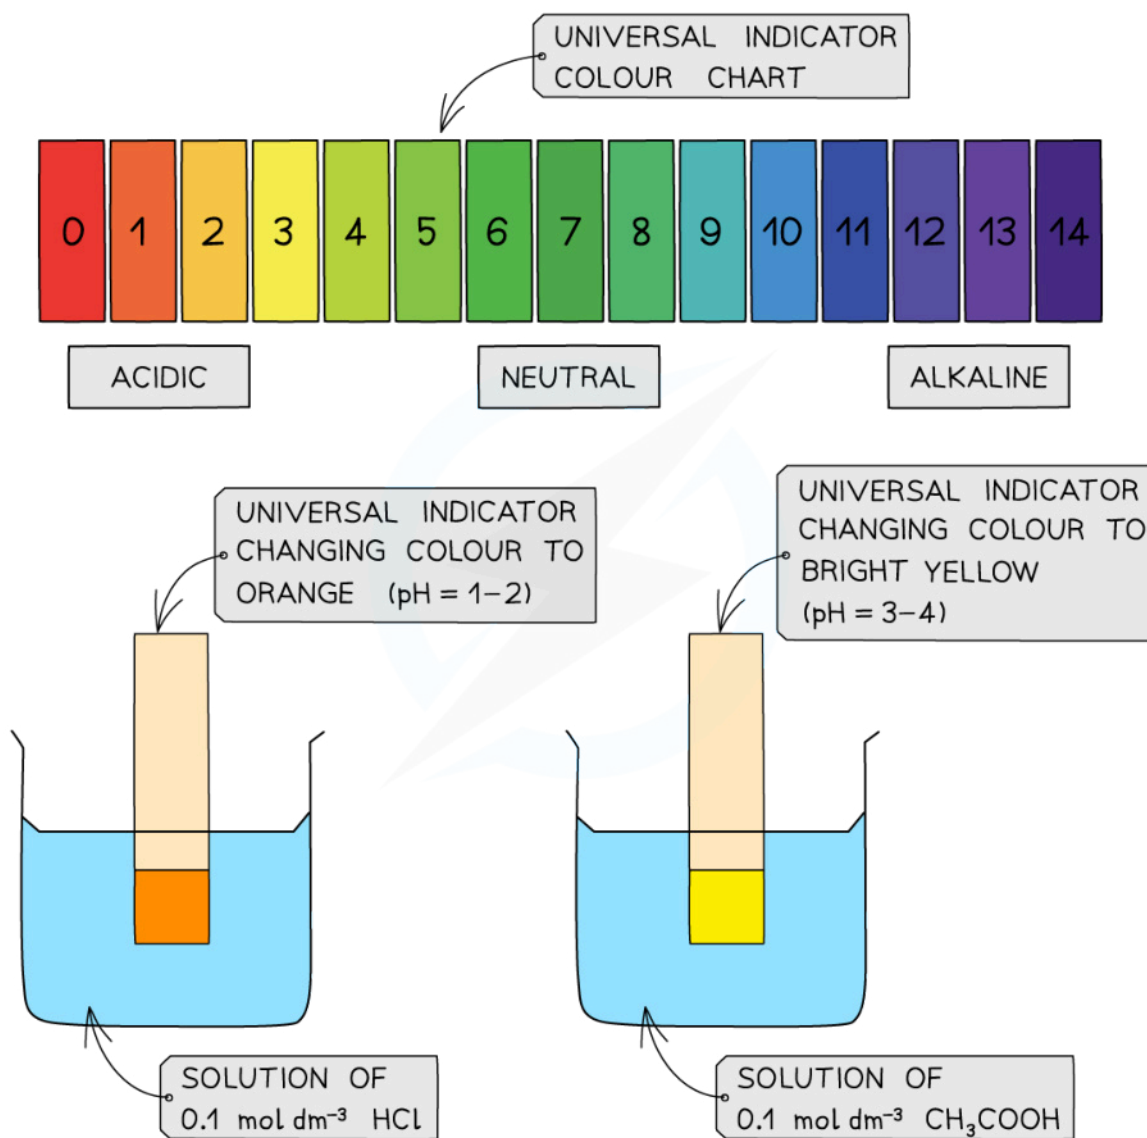 UNIVERSAL INDICATOR
COLOUR CHART
0 1 2 3 4 5 6 7 8 9 10 11 12 13 14
ACIDIC NEUTRAL ALKALINE
UNIVERSAL INDICATOR
CHANGING COLOUR TO
ORANGE (pH = 1–2)
UNIVERSAL INDICATOR
CHANGING COLOUR TO
BRIGHT YELLOW
(pH = 3–4)
SOLUTION OF
0.1 mol dm⁻³ HCl
SOLUTION OF
0.1 mol dm⁻³ CH₃COOH